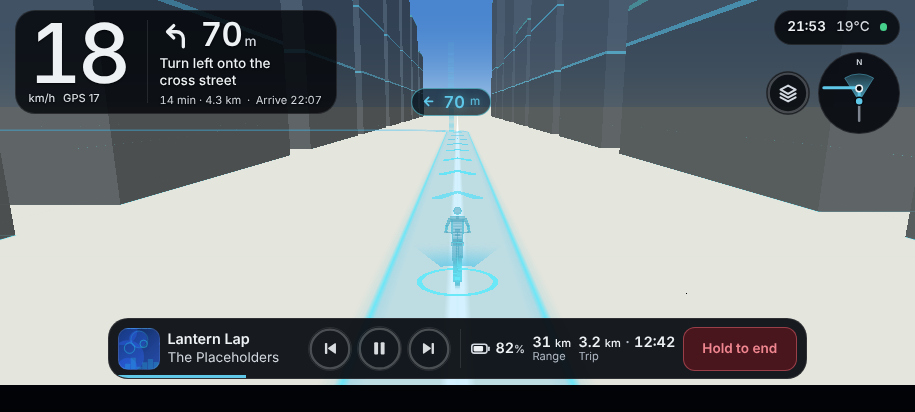 18
km/h GPS 17
70 m
Turn left onto the
cross street
14 min · 4.3 km · Arrive 22:07
70 m
21:53 19°C
N
Lantern Lap
The Placeholders
82%
31 km
Range
3.2 km · 12:42
Trip
Hold to end